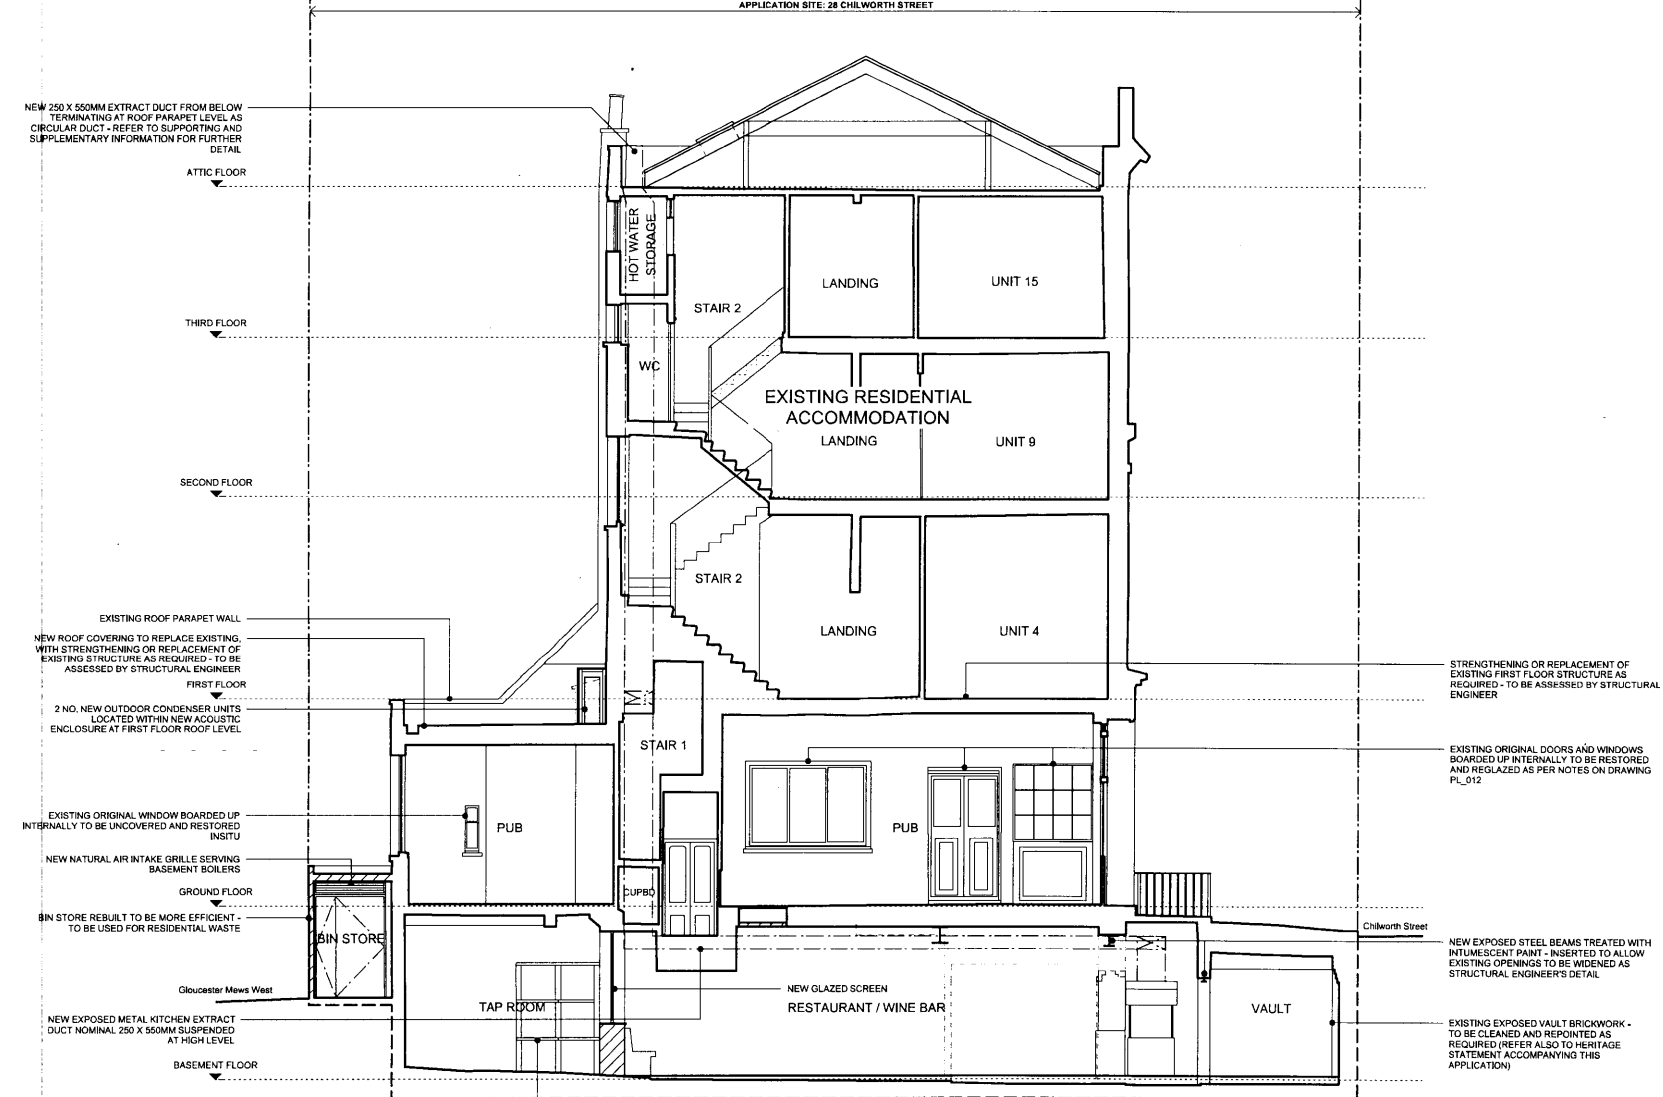 APPLICATION SITE: 28 CHILWORTH STREET
NEW 250 X 550MM EXTRACT DUCT FROM BELOW
TERMINATING AT ROOF PARAPET LEVEL AS
CIRCULAR DUCT - REFER TO SUPPORTING AND
SUPPLEMENTARY INFORMATION FOR FURTHER
DETAIL
ATTIC FLOOR
HOT WATER
STORAGE
STAIR 2
LANDING
UNIT 15
THIRD FLOOR
WC
EXISTING RESIDENTIAL
ACCOMMODATION
LANDING
UNIT 9
SECOND FLOOR
STAIR 2
LANDING
UNIT 4
EXISTING ROOF PARAPET WALL
NEW ROOF COVERING TO REPLACE EXISTING,
WITH STRENGTHENING OR REPLACEMENT OF
EXISTING STRUCTURE AS REQUIRED - TO BE
ASSESSED BY STRUCTURAL ENGINEER
FIRST FLOOR
2 NO. NEW OUTDOOR CONDENSER UNITS
LOCATED WITHIN NEW ACOUSTIC
ENCLOSURE AT FIRST FLOOR ROOF LEVEL
STRENGTHENING OR REPLACEMENT OF
EXISTING FIRST FLOOR STRUCTURE AS
REQUIRED - TO BE ASSESSED BY STRUCTURAL
ENGINEER
STAIR 1
EXISTING ORIGINAL DOORS AND WINDOWS
BOARDED UP INTERNALLY TO BE RESTORED
AND REGLAZED AS PER NOTES ON DRAWING
PL_012
EXISTING ORIGINAL WINDOW BOARDED UP
INTERNALLY TO BE UNCOVERED AND RESTORED
INSITU
PUB
PUB
NEW NATURAL AIR INTAKE GRILLE SERVING
BASEMENT BOILERS
GROUND FLOOR
CUPBD
BIN STORE REBUILT TO BE MORE EFFICIENT -
TO BE USED FOR RESIDENTIAL WASTE
BIN STORE
Chilworth Street
NEW EXPOSED STEEL BEAMS TREATED WITH
INTUMESCENT PAINT - INSERTED TO ALLOW
EXISTING OPENINGS TO BE WIDENED AS
STRUCTURAL ENGINEER'S DETAIL
Gloucester Mews West
NEW GLAZED SCREEN
TAP ROOM
RESTAURANT / WINE BAR
VAULT
NEW EXPOSED METAL KITCHEN EXTRACT
DUCT NOMINAL 250 X 550MM SUSPENDED
AT HIGH LEVEL
EXISTING EXPOSED VAULT BRICKWORK -
TO BE CLEANED AND REPOINTED AS
REQUIRED (REFER ALSO TO HERITAGE
STATEMENT ACCOMPANYING THIS
APPLICATION)
BASEMENT FLOOR